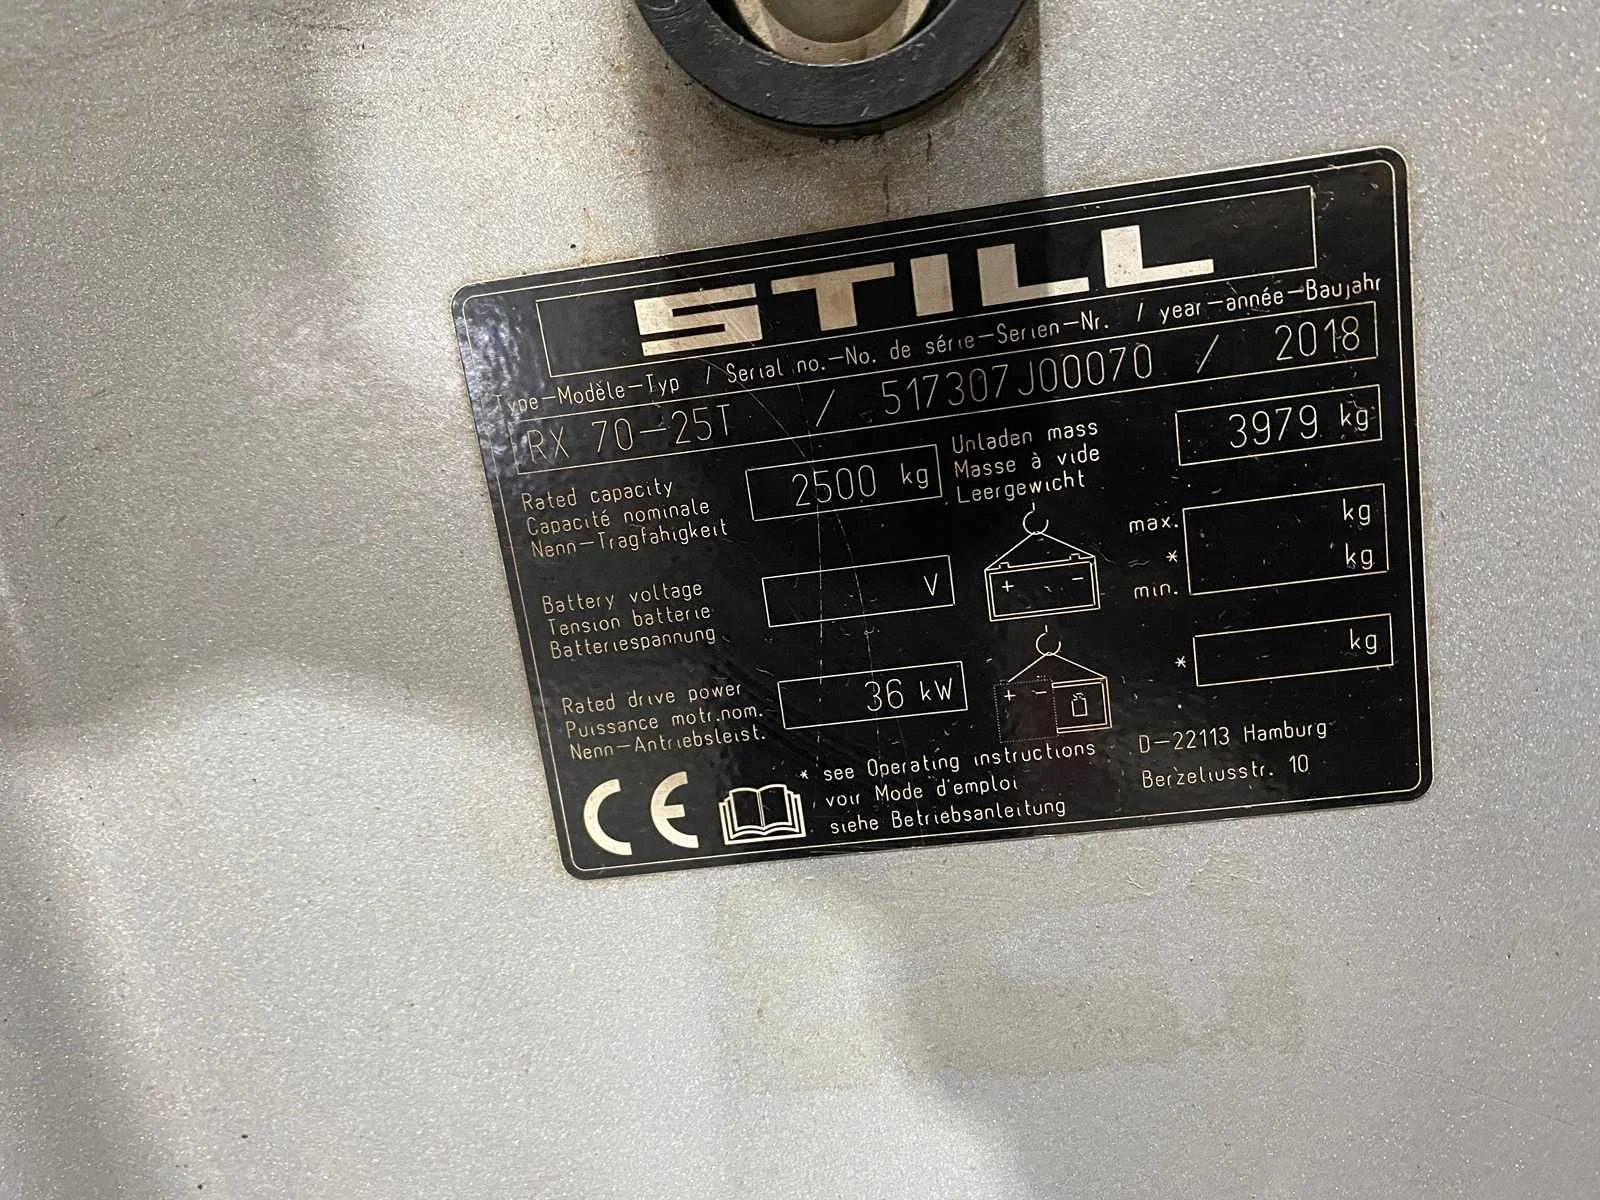 STILL
Type-Modèle-Typ / Serial no.-No. de série-Serien-Nr. / year-année-Baujahr
RX 70-25T / 517307J00070 / 2018
Rated capacity
Capacité nominale
Nenn-Tragfähigkeit
2500 kg
Unladen mass
Masse à vide
Leergewicht
3979 kg
max. kg
* kg
min.
Battery voltage
Tension batterie
Batteriespannung
V
+ -
* kg
+ -
Rated drive power
Puissance motr.nom.
Nenn-Antriebsleist.
36 kW
CE
* see Operating instructions
voir Mode d'emploi
siehe Betriebsanleitung
D-22113 Hamburg
Berzeliusstr. 10